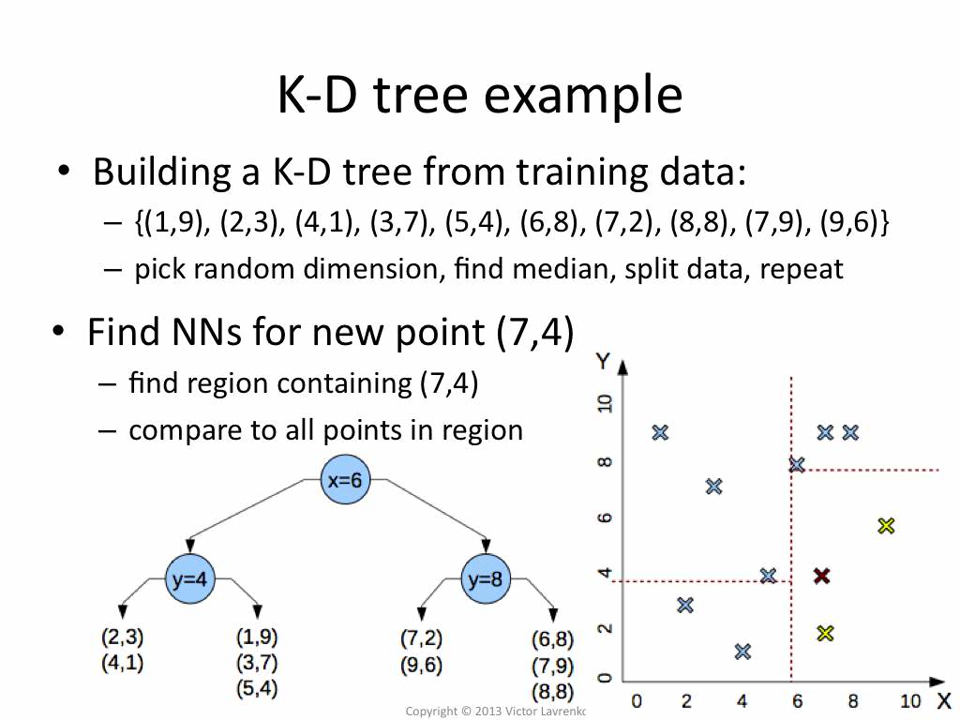 K-D tree example
• Building a K-D tree from training data:
– {(1,9), (2,3), (4,1), (3,7), (5,4), (6,8), (7,2), (8,8), (7,9), (9,6)}
– pick random dimension, find median, split data, repeat
• Find NNs for new point (7,4)
– find region containing (7,4)
– compare to all points in region
x=6
y=4 y=8
(2,3) (1,9) (7,2) (6,8)
(4,1) (3,7) (9,6) (7,9)
(5,4) (8,8)
Y
10
8
6
4
2
0
0 2 4 6 8 10 X
Copyright © 2013 Victor Lavrenko